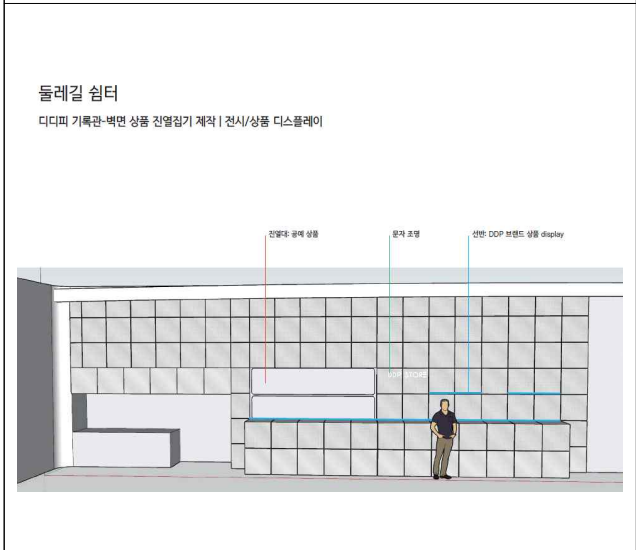 둘레길 쉼터
디디피 기록관-벽면 상품 진열집기 제작 | 전시/상품 디스플레이
진열대: 공예 상품
문자 조명
선반: DDP 브랜드 상품 display
DDP STORE